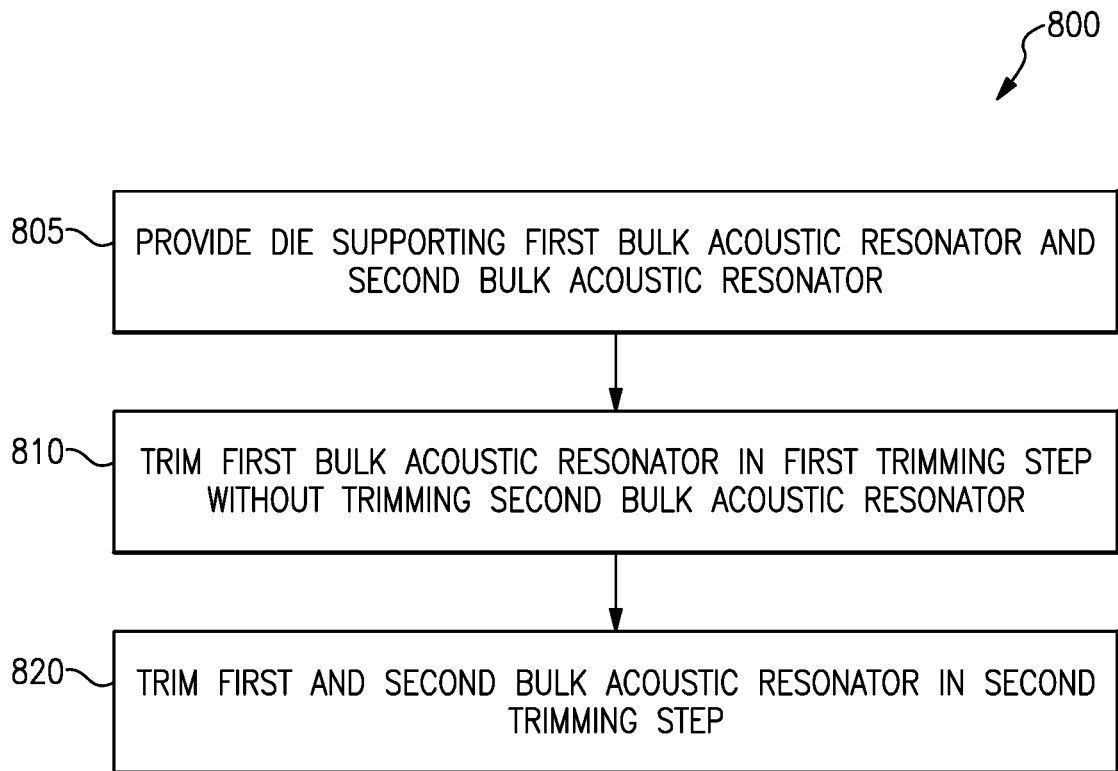 800
805
PROVIDE DIE SUPPORTING FIRST BULK ACOUSTIC RESONATOR AND
SECOND BULK ACOUSTIC RESONATOR
810
TRIM FIRST BULK ACOUSTIC RESONATOR IN FIRST TRIMMING STEP
WITHOUT TRIMMING SECOND BULK ACOUSTIC RESONATOR
820
TRIM FIRST AND SECOND BULK ACOUSTIC RESONATOR IN SECOND
TRIMMING STEP